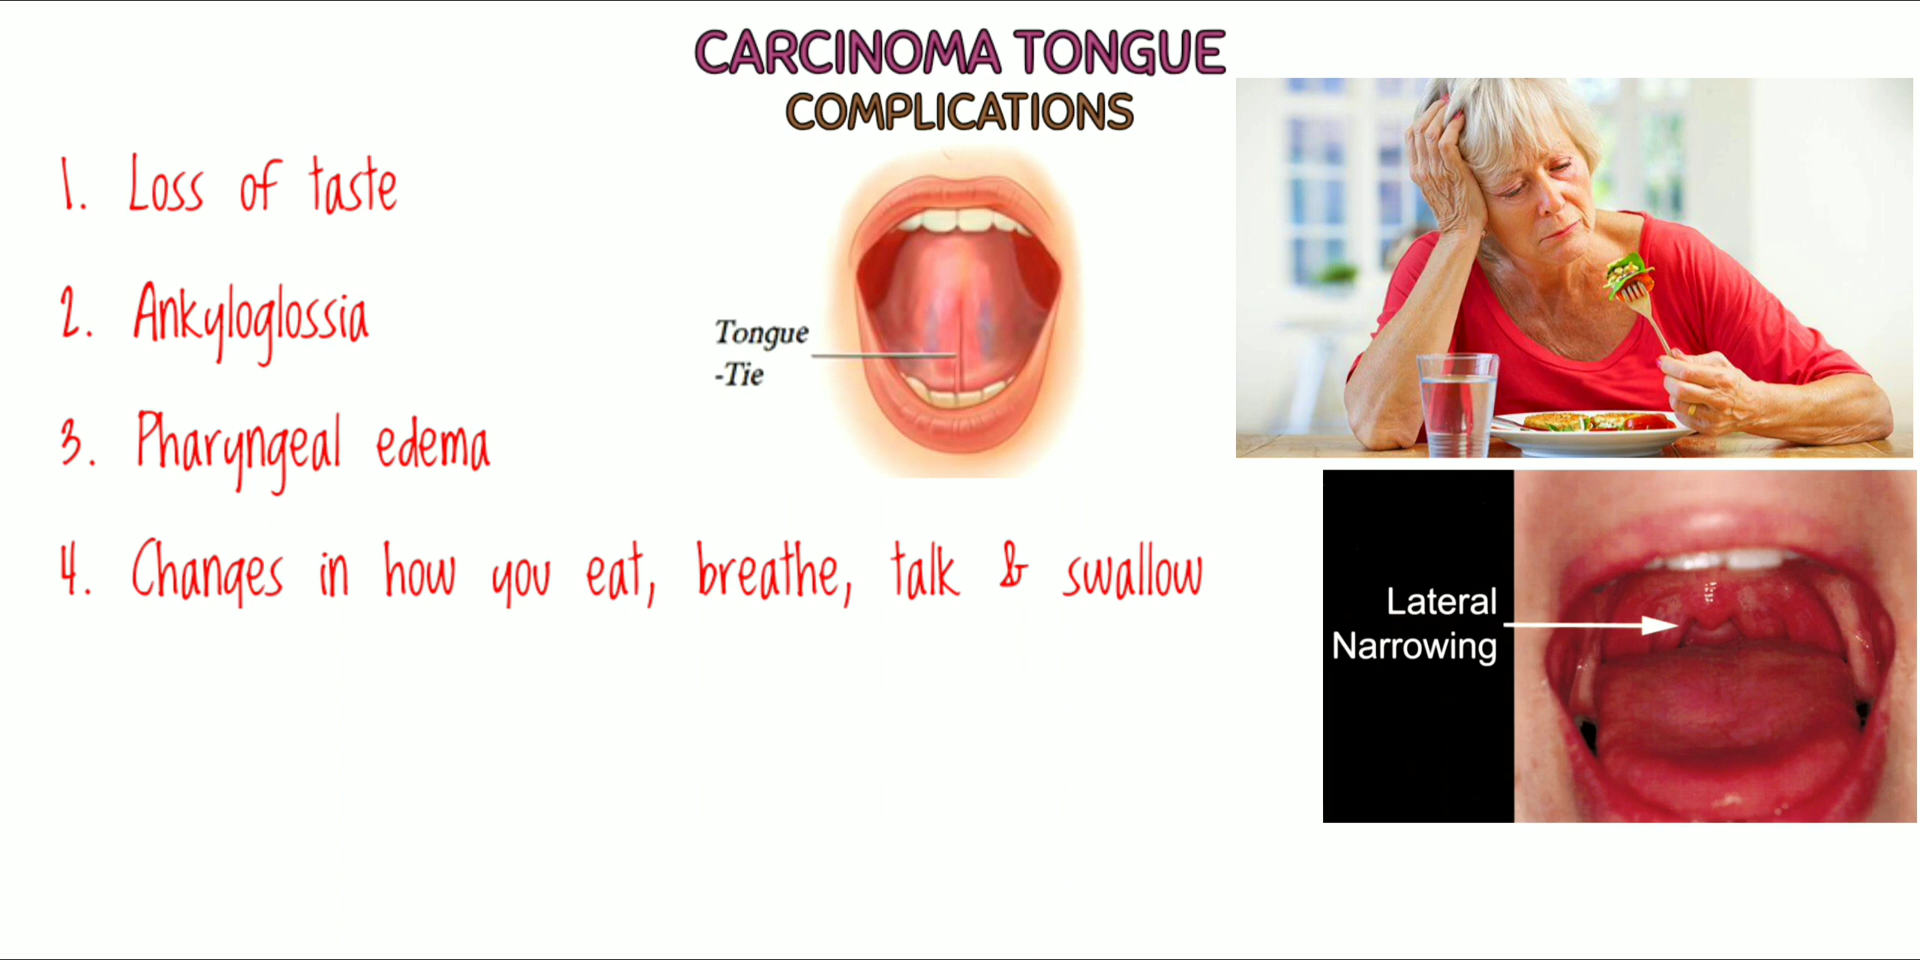 CARCINOMA TONGUE
COMPLICATIONS
1. Loss of taste
2. Ankyloglossia
3. Pharyngeal edema
4. Changes in how you eat, breathe, talk & swallow
Tongue
-Tie
Lateral
Narrowing